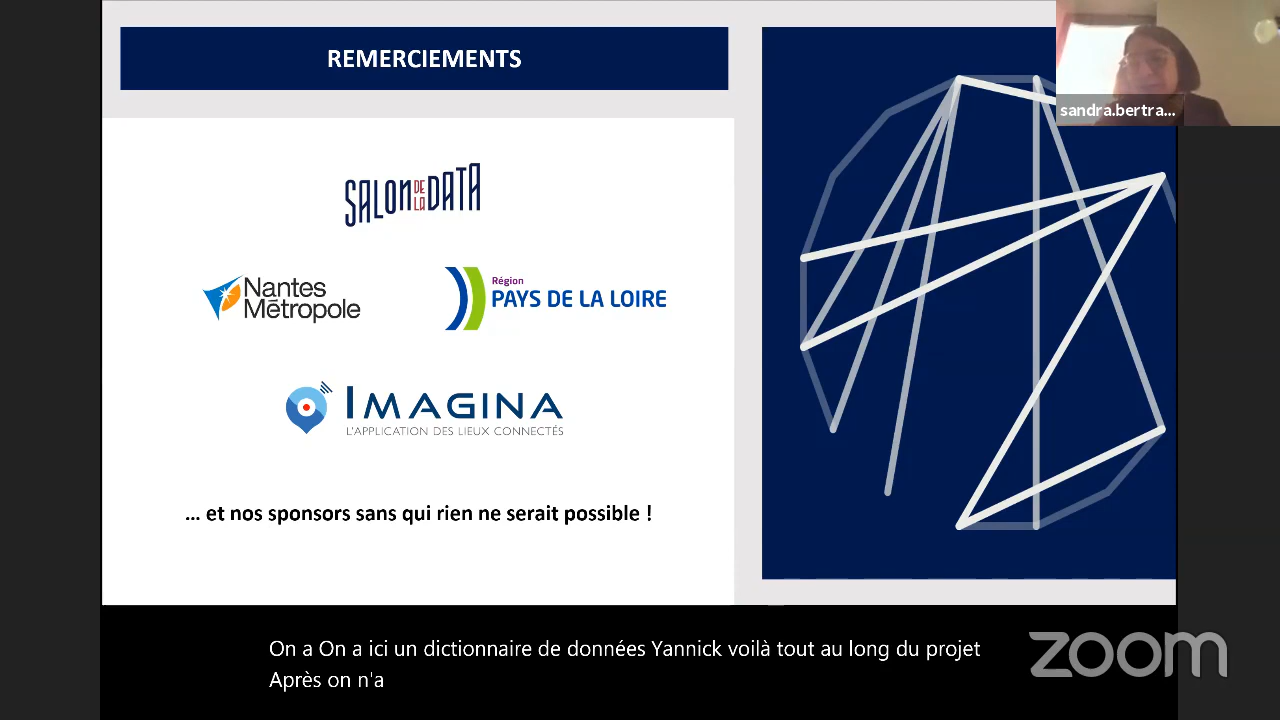 REMERCIEMENTS
sandra.bertra...
SALON DE LA DATA
Nantes
Métropole
Région
PAYS DE LA LOIRE
IMAGINA
L'APPLICATION DES LIEUX CONNECTÉS
... et nos sponsors sans qui rien ne serait possible !
On a On a ici un dictionnaire de données Yannick voilà tout au long du projet
Après on n'a
zoom